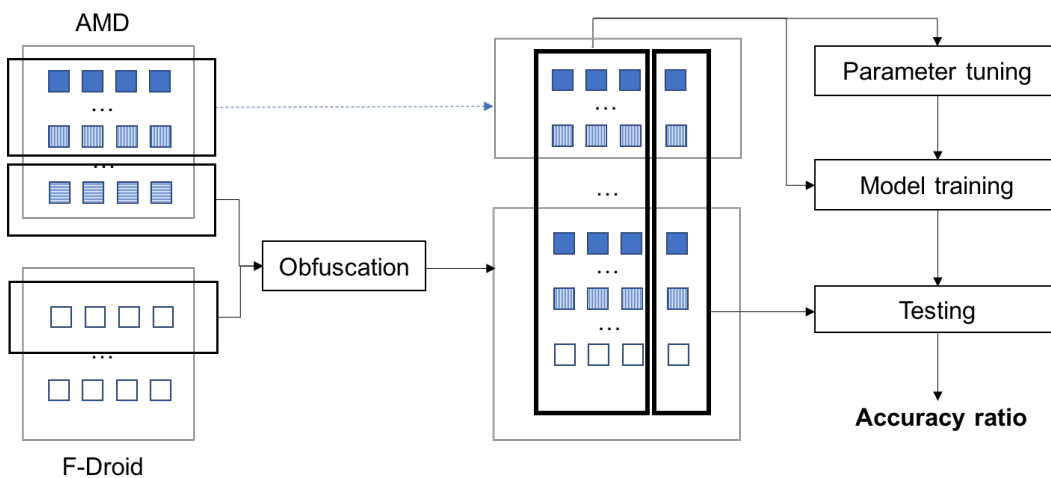 AMD
...
...
...
Obfuscation
F-Droid
...
...
...
...
Parameter tuning
Model training
Testing
Accuracy ratio